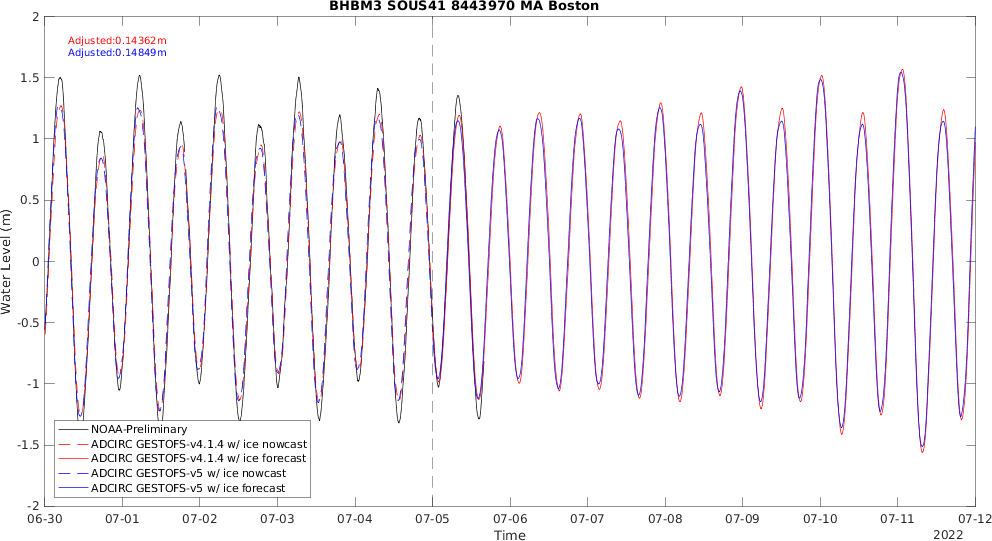 BHBM3 SOUS41 8443970 MA Boston
Adjusted:0.14362m
Adjusted:0.14849m
2
1.5
1
0.5
0
-0.5
-1
-1.5
-2
Water Level (m)
NOAA-Preliminary
ADCIRC GESTOFS-v4.1.4 w/ ice nowcast
ADCIRC GESTOFS-v4.1.4 w/ ice forecast
ADCIRC GESTOFS-v5 w/ ice nowcast
ADCIRC GESTOFS-v5 w/ ice forecast
06-30 07-01 07-02 07-03 07-04 07-05 07-06 07-07 07-08 07-09 07-10 07-11 07-12
Time
2022